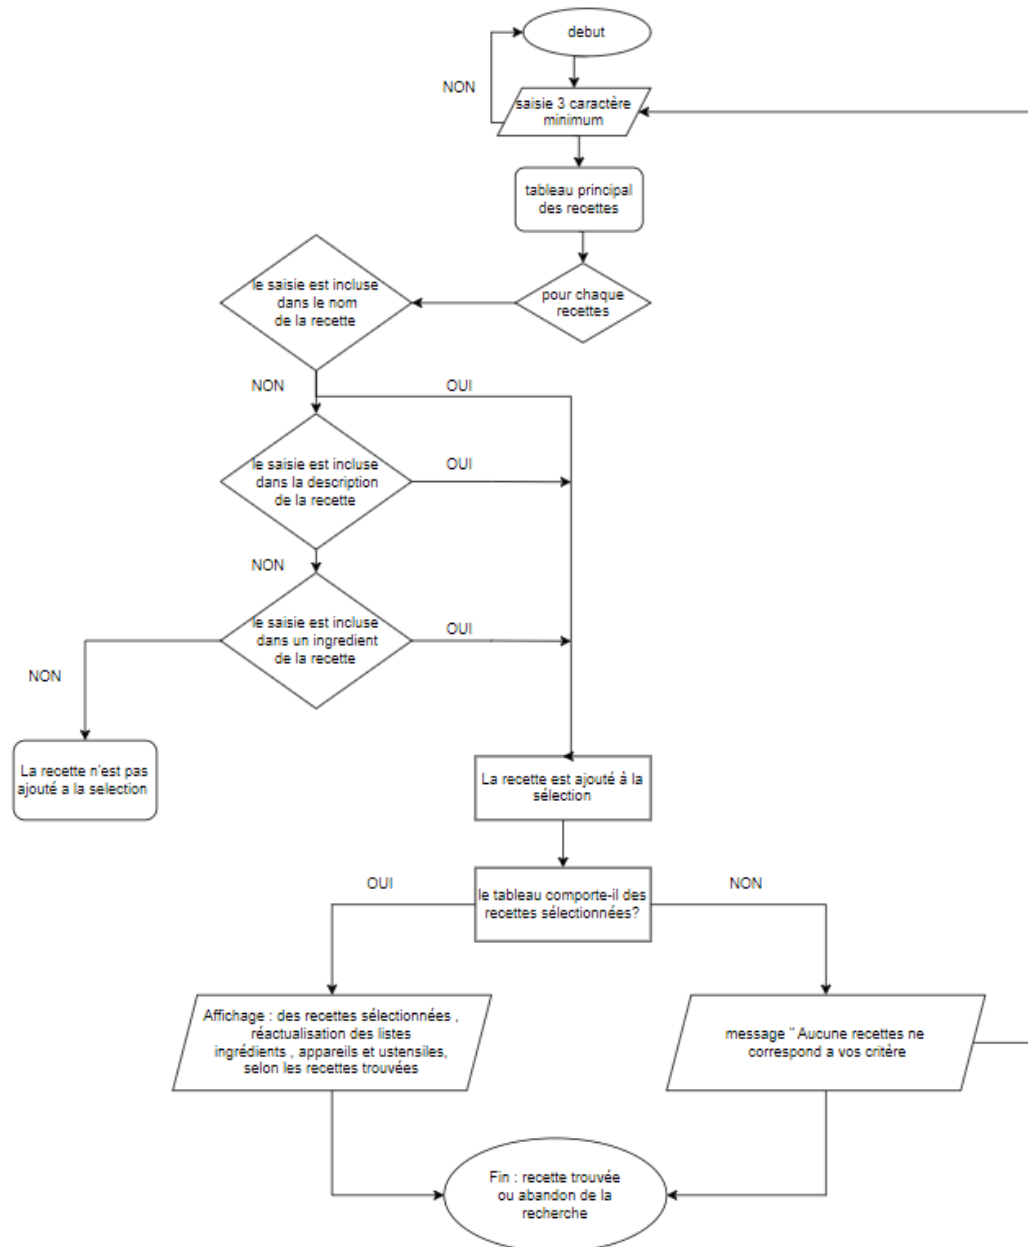 debut
NON
saisie 3 caractère
minimum
tableau principal
des recettes
le saisie est incluse
dans le nom
de la recette
pour chaque
recettes
NON
OUI
le saisie est incluse
dans la description
de la recette
OUI
NON
le saisie est incluse
dans un ingredient
de la recette
OUI
NON
La recette n'est pas
ajouté a la selection
La recette est ajouté à la
sélection
OUI
le tableau comporte-il des
recettes sélectionnées?
NON
Affichage : des recettes sélectionnées ,
réactualisation des listes
ingrédients , appareils et ustensiles,
selon les recettes trouvées
message " Aucune recettes ne
correspond a vos critère
Fin : recette trouvée
ou abandon de la
recherche